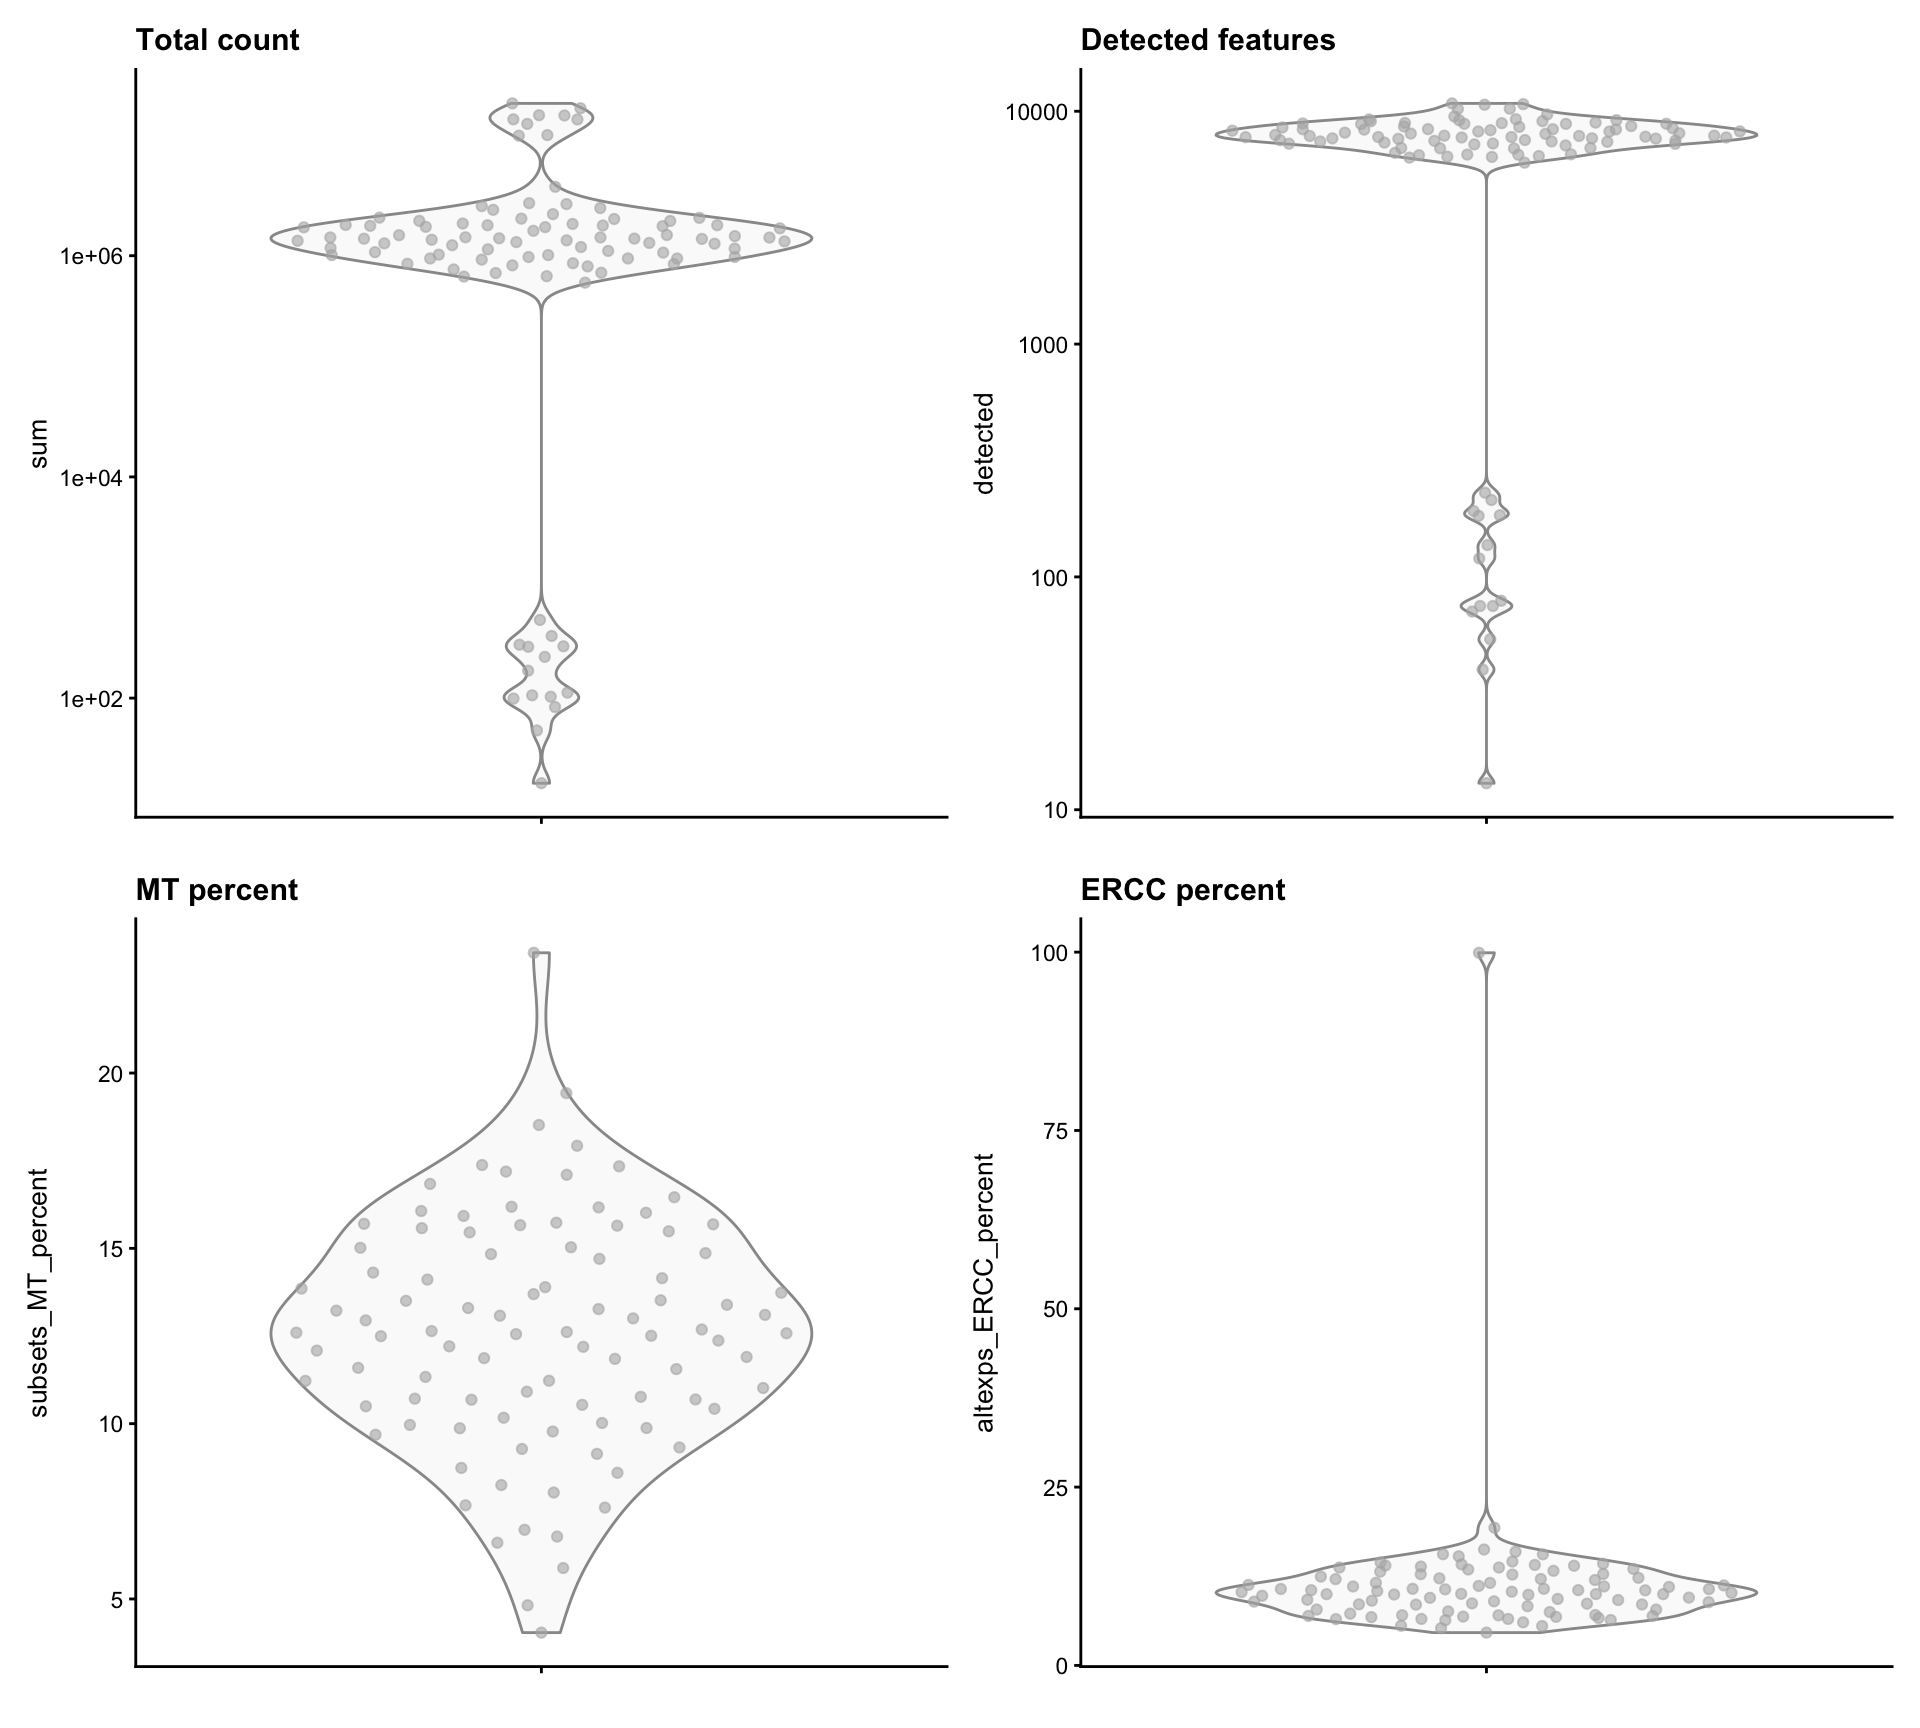 Total count
sum
1e+06
1e+04
1e+02
Detected features
detected
10000
1000
100
10
MT percent
subsets_MT_percent
20
15
10
5
ERCC percent
altexps_ERCC_percent
100
75
50
25
0